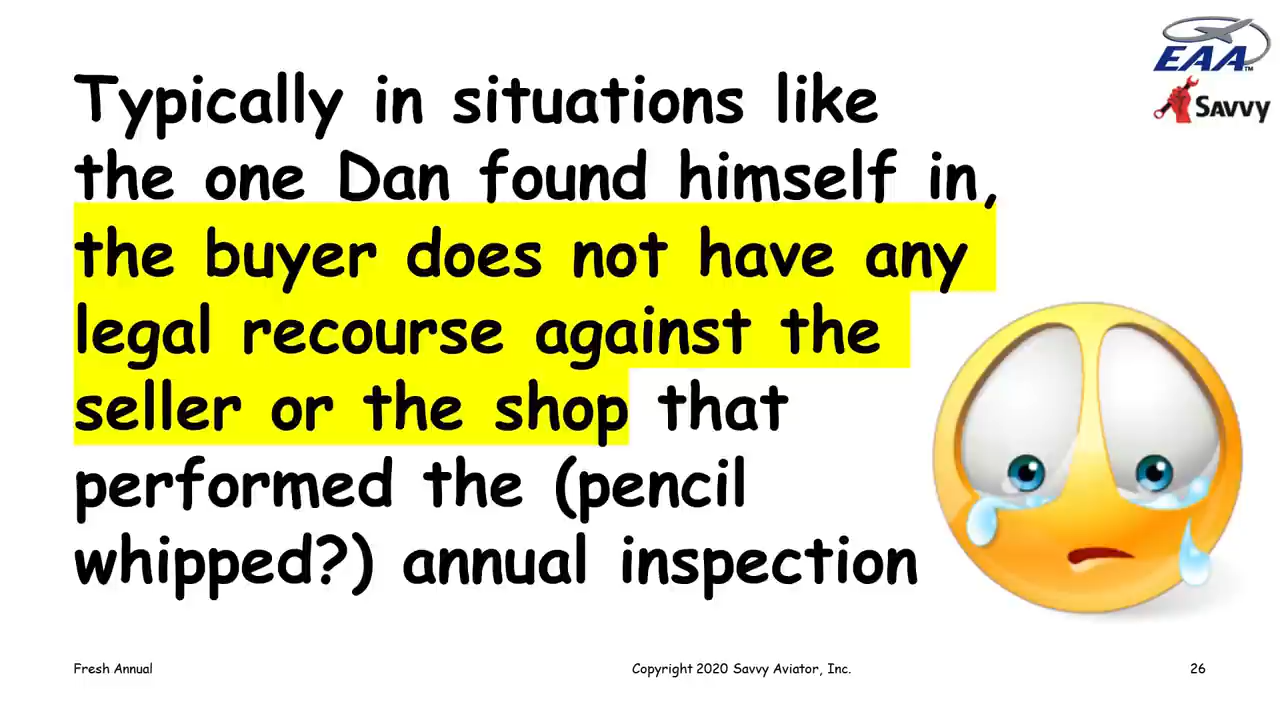 EAA™
Savvy
Typically in situations like
the one Dan found himself in,
the buyer does not have any
legal recourse against the
seller or the shop that
performed the (pencil
whipped?) annual inspection
Fresh Annual
Copyright 2020 Savvy Aviator, Inc.
26